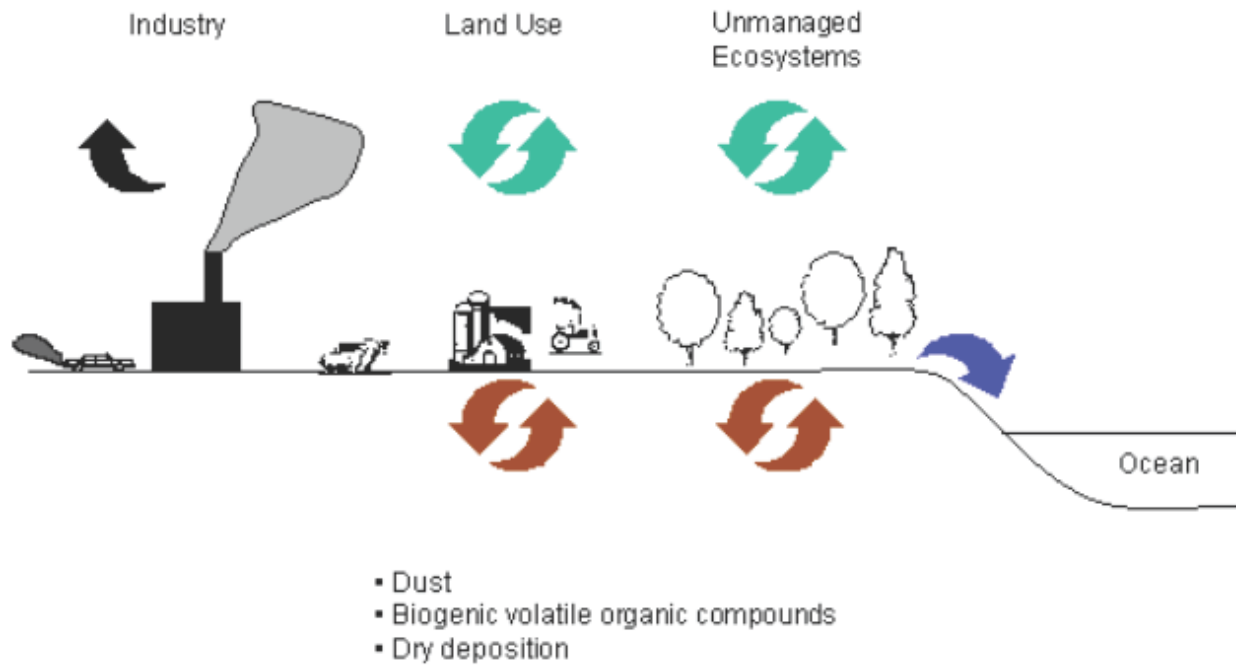 Industry
Land Use
Unmanaged
Ecosystems
Ocean
▪ Dust
▪ Biogenic volatile organic compounds
▪ Dry deposition